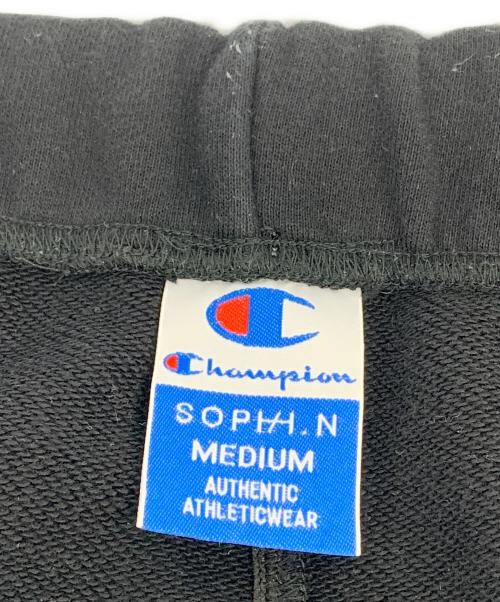 Champion
SOPH.N
MEDIUM
AUTHENTIC
ATHLETICWEAR